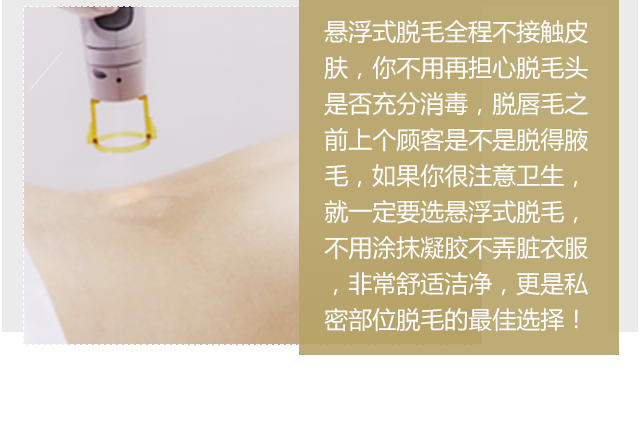 悬浮式脱毛全程不接触皮
肤，你不用再担心脱毛头
是否充分消毒，脱唇毛之
前上个顾客是不是脱得腋
毛，如果你很注意卫生，
就一定要选悬浮式脱毛，
不用涂抹凝胶不弄脏衣服
，非常舒适洁净，更是私
密部位脱毛的最佳选择！